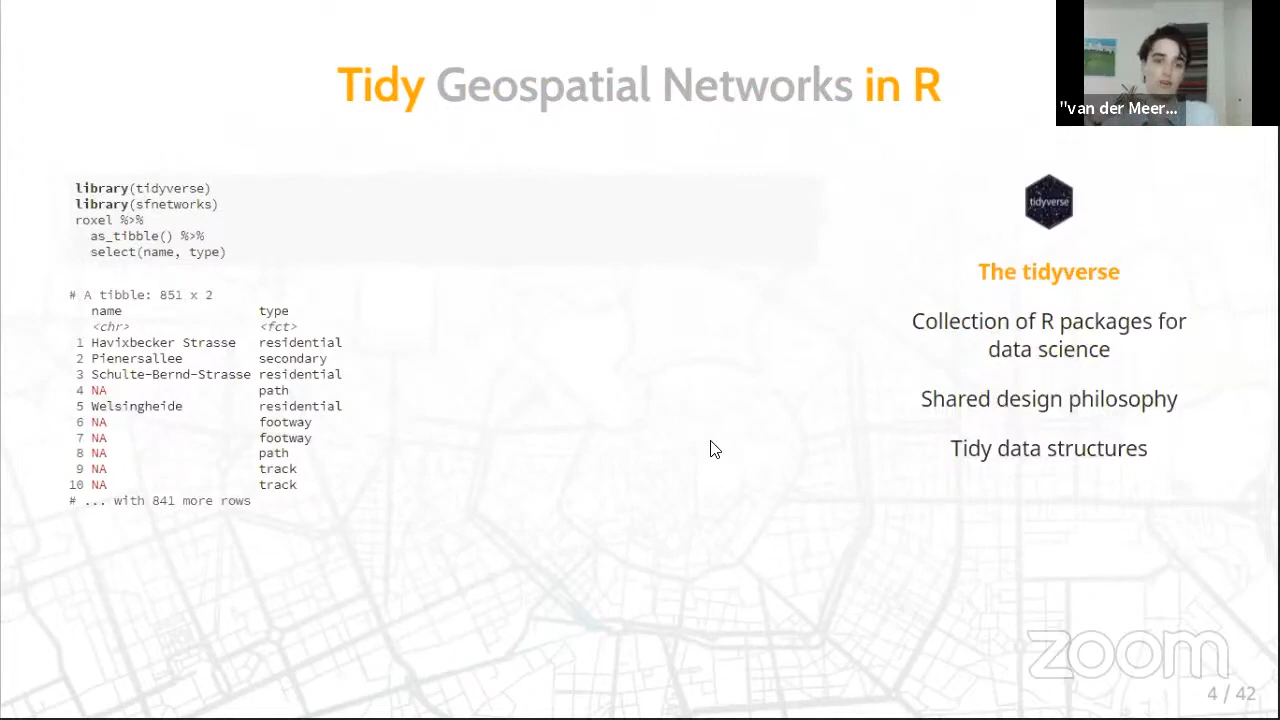 Tidy Geospatial Networks in R
"van der Meer...
library(tidyverse)
library(sfnetworks)
roxel %>%
  as_tibble() %>%
  select(name, type)
# A tibble: 851 x 2
   name                  type
   <chr>                 <fct>
 1 Havixbecker Strasse   residential
 2 Pienersallee          secondary
 3 Schulte-Bernd-Strasse residential
 4 NA                    path
 5 Welsingheide          residential
 6 NA                    footway
 7 NA                    footway
 8 NA                    path
 9 NA                    track
10 NA                    track
# ... with 841 more rows
tidyverse
The tidyverse
Collection of R packages for
data science
Shared design philosophy
Tidy data structures
zoom
4 / 42